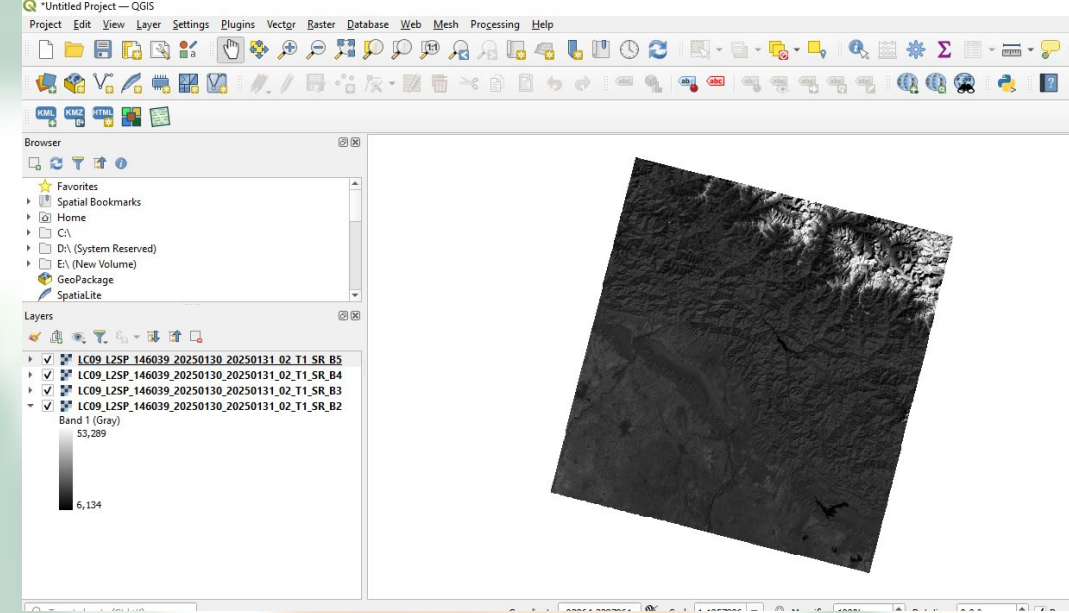 *Untitled Project — QGIS
Project Edit View Layer Settings Plugins Vector Raster Database Web Mesh Processing Help
KML KMZ HTML
Browser
Favorites
Spatial Bookmarks
Home
C:\
D:\ (System Reserved)
E:\ (New Volume)
GeoPackage
SpatiaLite
Layers
LC09_L2SP_146039_20250130_20250131_02_T1_SR_B5
LC09_L2SP_146039_20250130_20250131_02_T1_SR_B4
LC09_L2SP_146039_20250130_20250131_02_T1_SR_B3
LC09_L2SP_146039_20250130_20250131_02_T1_SR_B2
Band 1 (Gray)
53,289
6,134